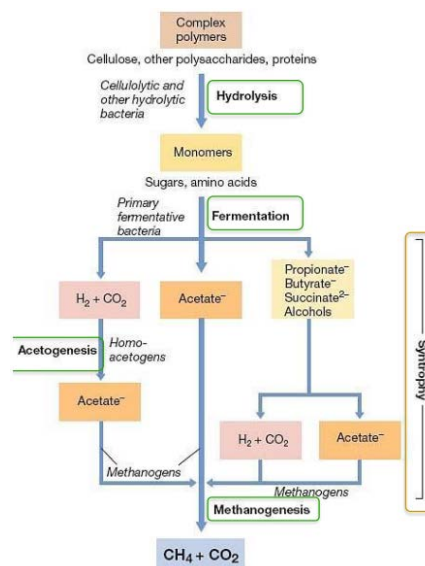 Complex
polymers
Cellulose, other polysaccharides, proteins
Cellulolytic and
other hydrolytic
bacteria
Hydrolysis
Monomers
Sugars, amino acids
Primary
fermentative
bacteria
Fermentation
H₂ + CO₂
Acetate⁻
Propionate⁻
Butyrate⁻
Succinate²⁻
Alcohols
Acetogenesis
Homo-
acetogens
Acetate⁻
H₂ + CO₂
Acetate⁻
Syntrophy
Methanogens
Methanogens
Methanogenesis
CH₄ + CO₂